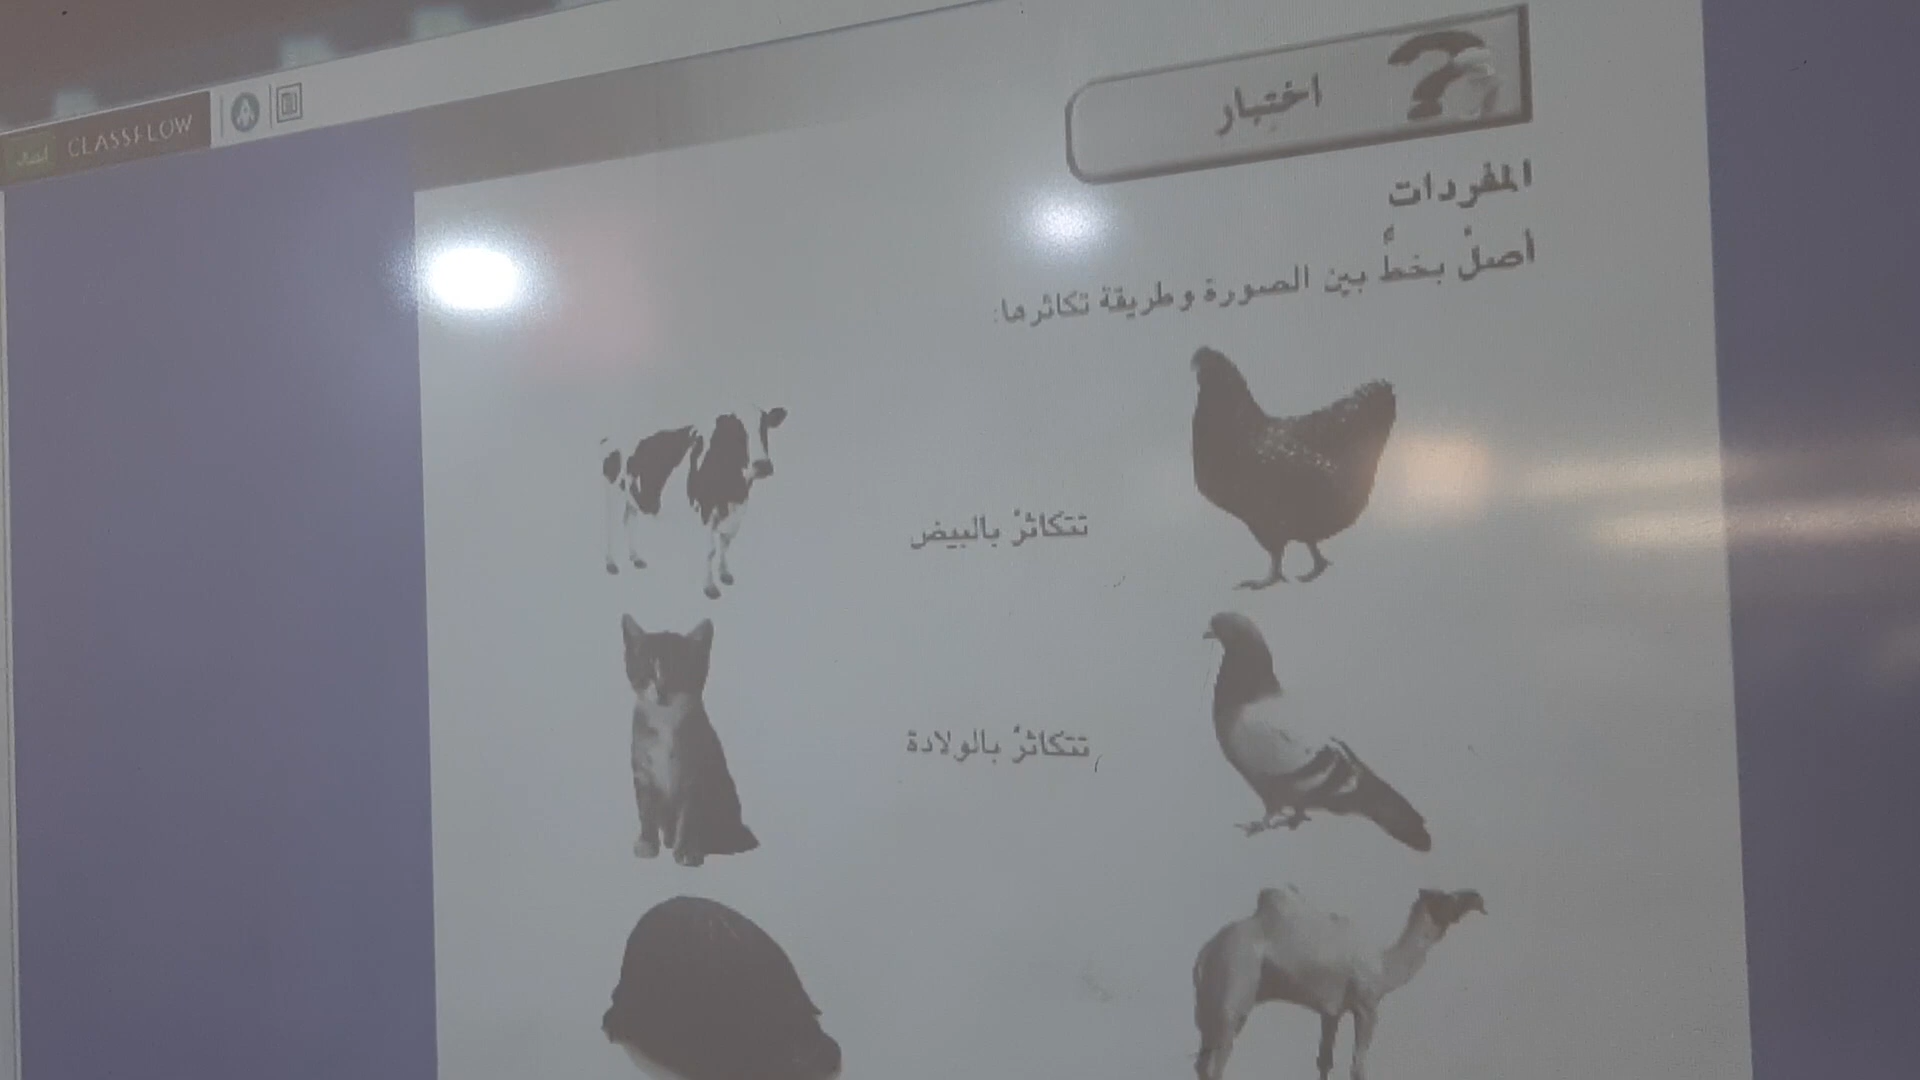 CLASSFLOW
اختبار
المفردات
أصلُ بخطٍّ بين الصورة وطريقة تكاثرها:
تتكاثرُ بالبيض
تتكاثرُ بالولادة